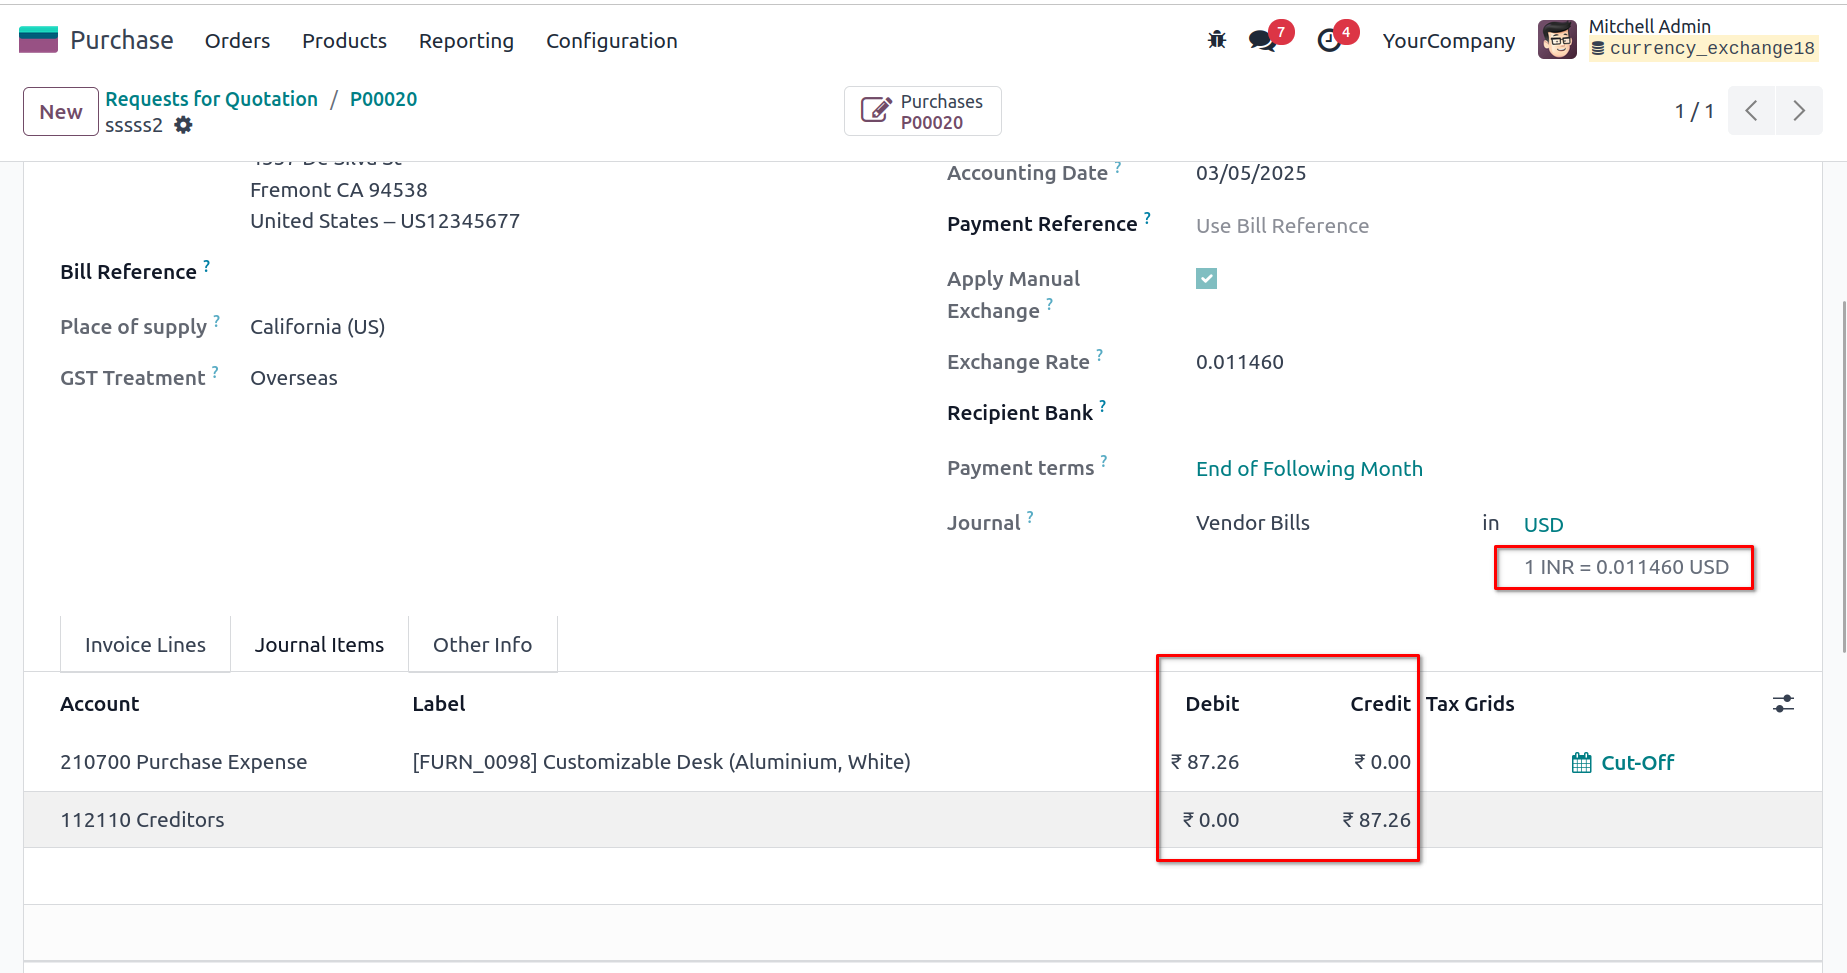 Purchase Orders Products Reporting Configuration 7 4 YourCompany Mitchell Admin
currency_exchange18
New Requests for Quotation / P00020
sssss2
Purchases
P00020
1 / 1
Fremont CA 94538
United States – US12345677
Bill Reference ?
Place of supply ? California (US)
GST Treatment ? Overseas
Accounting Date ? 03/05/2025
Payment Reference ? Use Bill Reference
Apply Manual
Exchange ?
Exchange Rate ? 0.011460
Recipient Bank ?
Payment terms ? End of Following Month
Journal ? Vendor Bills in USD
1 INR = 0.011460 USD
Invoice Lines Journal Items Other Info
Account Label Debit Credit Tax Grids
210700 Purchase Expense [FURN_0098] Customizable Desk (Aluminium, White) ₹ 87.26 ₹ 0.00 Cut-Off
112110 Creditors ₹ 0.00 ₹ 87.26